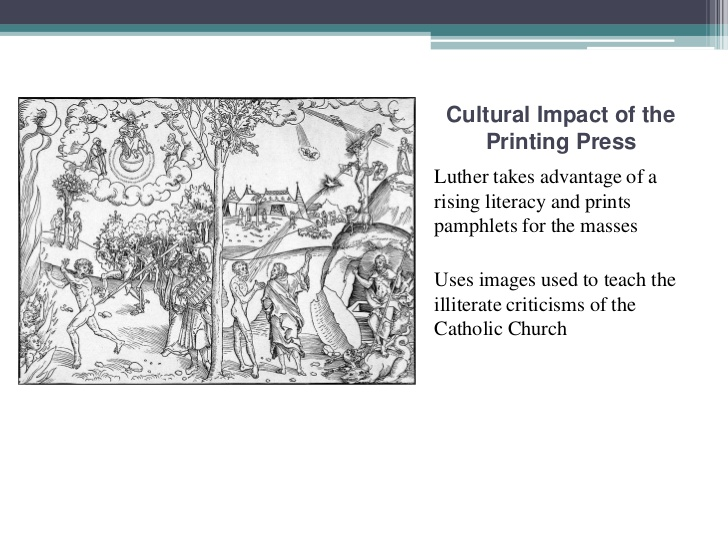 Cultural Impact of the
Printing Press
Luther takes advantage of a
rising literacy and prints
pamphlets for the masses
Uses images used to teach the
illiterate criticisms of the
Catholic Church